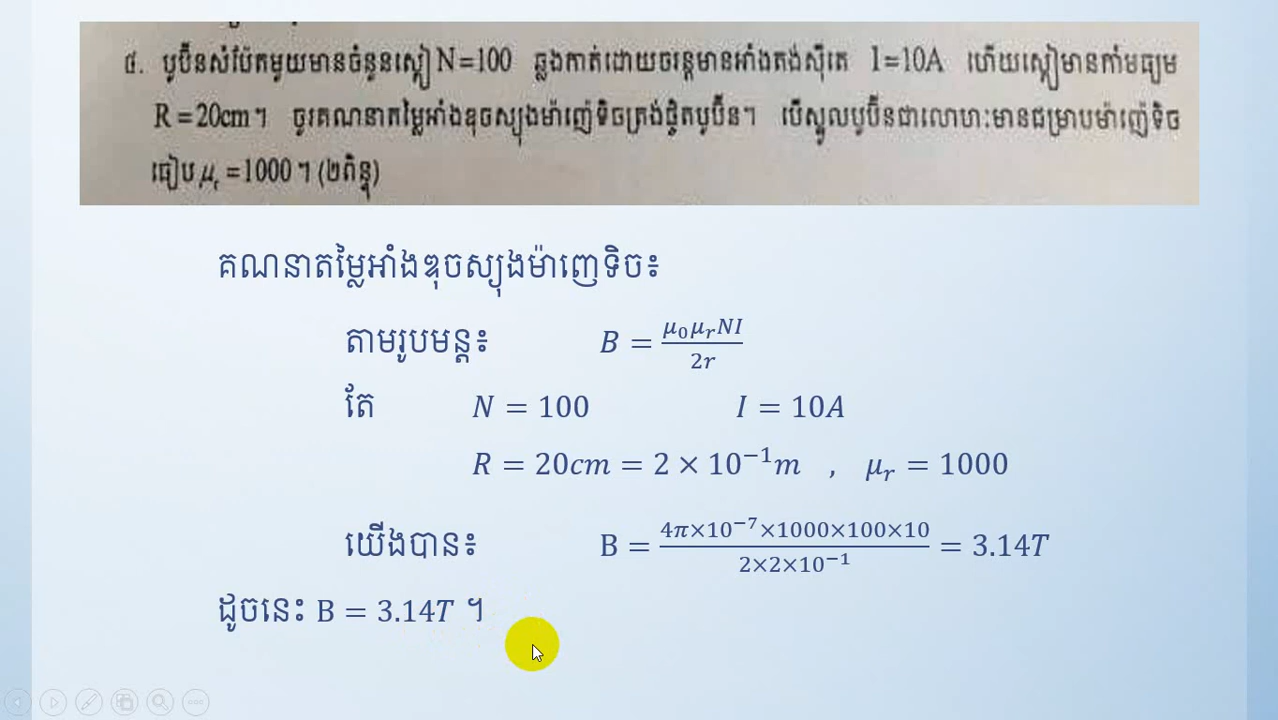 ៥. បូប៊ីនសំប៉ែតមួយមានចំនួនស្ពៀ N=100 ឆ្លងកាត់ដោយចរន្តមានអាំងតង់ស៊ីតេ I=10A ហើយស្ពៀមានកាំមធ្យម
R = 20cm។ ចូរគណនាតម្លៃអាំងឌុចស្យុងម៉ាញ៉េទិចត្រង់ផ្ចិតបូប៊ីន។ បើស្នូលបូប៊ីនជាលោហៈមានជម្រាបម៉ាញ៉េទិច
ធៀប μr =1000 ។ (២ពិន្ទុ)
គណនាតម្លៃអាំងឌុចស្យុងម៉ាញេទិច៖
តាមរូបមន្ត៖ B = μ₀μᵣNI / 2r
តែ N = 100 I = 10A
R = 20cm = 2 × 10⁻¹m , μᵣ = 1000
យើងបាន៖ B = 4π×10⁻⁷×1000×100×10 / 2×2×10⁻¹ = 3.14T
ដូចនេះ B = 3.14T ។